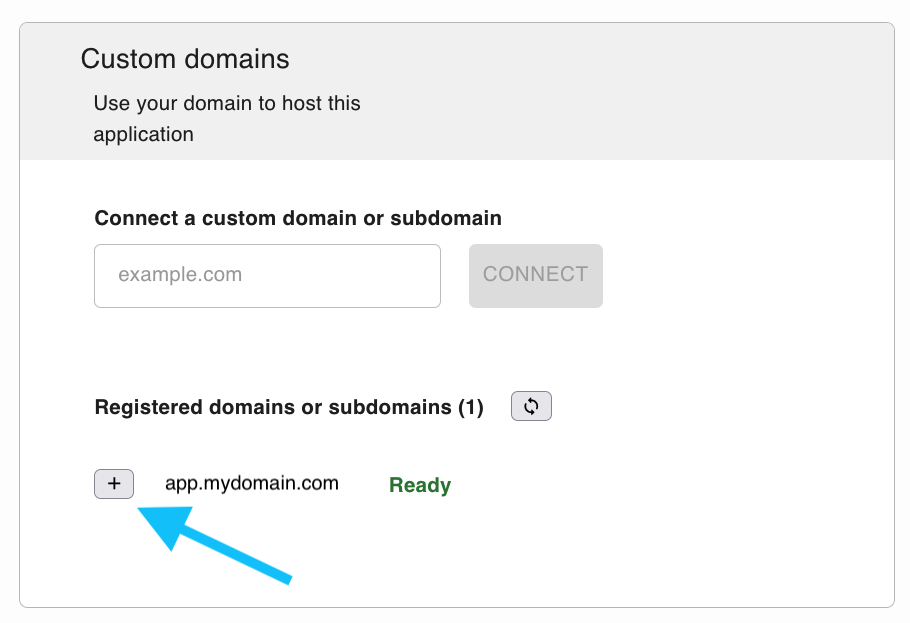 Custom domains
Use your domain to host this
application
Connect a custom domain or subdomain
example.com
CONNECT
Registered domains or subdomains (1)
+ app.mydomain.com Ready